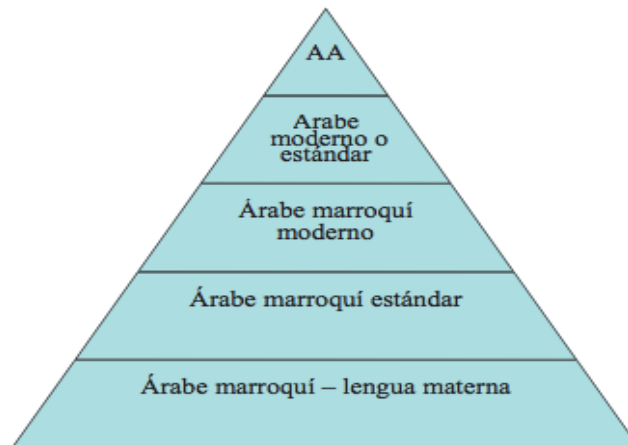 AA
Arabe
moderno o
estándar
Árabe marroquí
moderno
Árabe marroquí estándar
Árabe marroquí – lengua materna